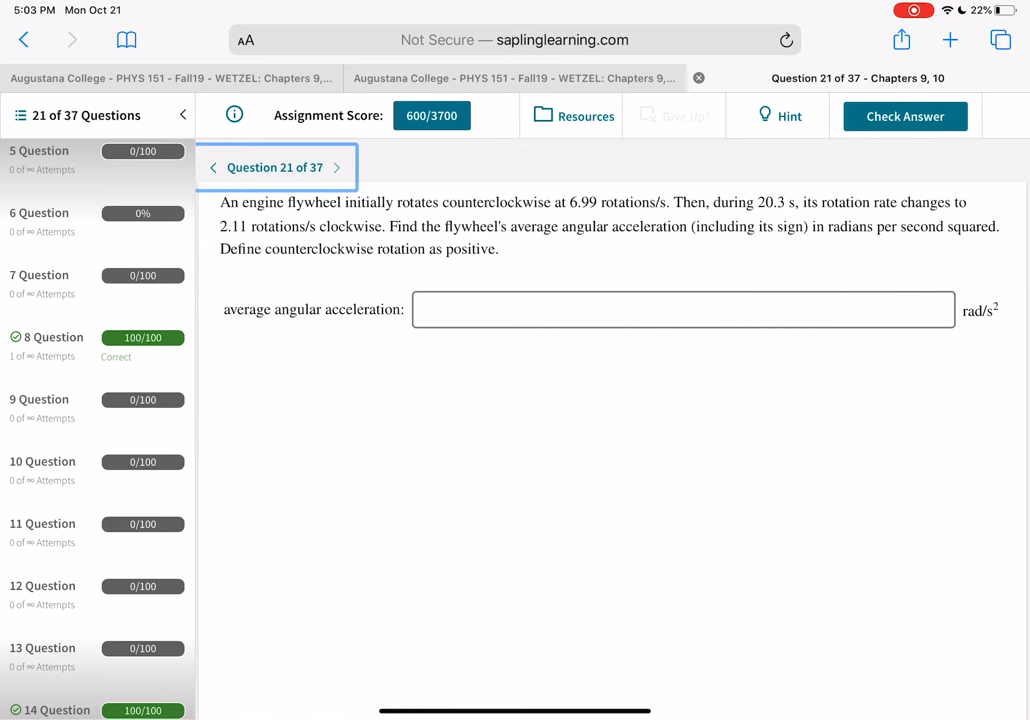 5:03 PM Mon Oct 21
22%
AA
Not Secure — saplinglearning.com
Augustana College - PHYS 151 - Fall19 - WETZEL: Chapters 9,...
Augustana College - PHYS 151 - Fall19 - WETZEL: Chapters 9,...
Question 21 of 37 - Chapters 9, 10
21 of 37 Questions
Assignment Score: 600/3700
Resources
Give Up?
Hint
Check Answer
5 Question 0/100
0 of ∞ Attempts
6 Question 0%
0 of ∞ Attempts
7 Question 0/100
0 of ∞ Attempts
8 Question 100/100
1 of ∞ Attempts Correct
9 Question 0/100
0 of ∞ Attempts
10 Question 0/100
0 of ∞ Attempts
11 Question 0/100
0 of ∞ Attempts
12 Question 0/100
0 of ∞ Attempts
13 Question 0/100
0 of ∞ Attempts
14 Question 100/100
Question 21 of 37
An engine flywheel initially rotates counterclockwise at 6.99 rotations/s. Then, during 20.3 s, its rotation rate changes to
2.11 rotations/s clockwise. Find the flywheel's average angular acceleration (including its sign) in radians per second squared.
Define counterclockwise rotation as positive.
average angular acceleration: rad/s²